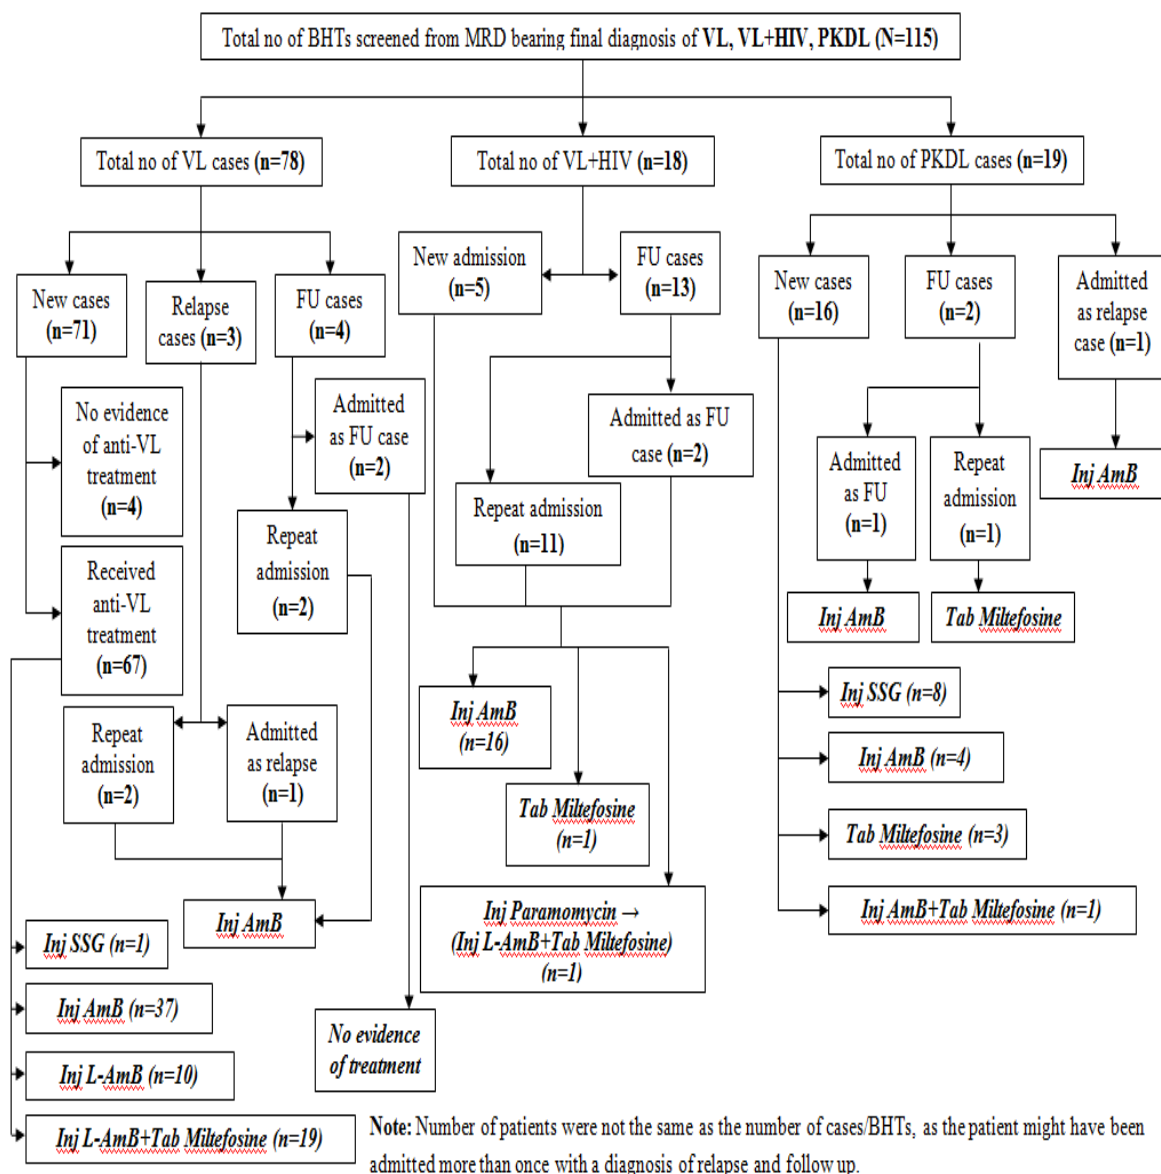 Total no of BHTs screened from MRD bearing final diagnosis of VL, VL+HIV, PKDL (N=115)
Total no of VL cases (n=78)
Total no of VL+HIV (n=18)
Total no of PKDL cases (n=19)
New cases
(n=71)
Relapse
cases (n=3)
FU cases
(n=4)
New admission
(n=5)
FU cases
(n=13)
New cases
(n=16)
FU cases
(n=2)
Admitted
as relapse
case (n=1)
No evidence
of anti-VL
treatment
(n=4)
Admitted
as FU case
(n=2)
Admitted as FU
case (n=2)
Repeat admission
(n=11)
Admitted
as FU
(n=1)
Repeat
admission
(n=1)
Inj AmB
Repeat
admission
(n=2)
Received
anti-VL
treatment
(n=67)
Inj AmB
Tab Miltefosine
Repeat
admission
(n=2)
Admitted
as relapse
(n=1)
Inj AmB
(n=16)
Inj SSG (n=8)
Inj AmB (n=4)
Tab Miltefosine
(n=1)
Tab Miltefosine (n=3)
Inj AmB
Inj Paramomycin →
(Inj L-AmB+Tab Miltefosine)
(n=1)
Inj AmB+Tab Miltefosine (n=1)
Inj SSG (n=1)
Inj AmB (n=37)
Inj L-AmB (n=10)
Inj L-AmB+Tab Miltefosine (n=19)
No evidence
of treatment
Note: Number of patients were not the same as the number of cases/BHTs, as the patient might have been
admitted more than once with a diagnosis of relapse and follow up.